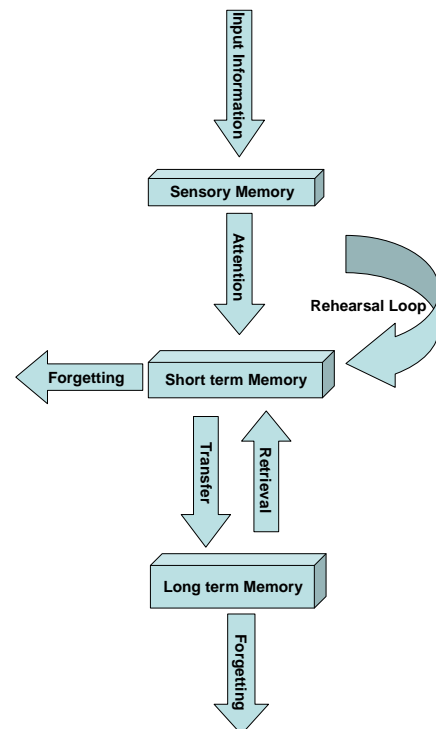 Input Information
Sensory Memory
Attention
Rehearsal Loop
Forgetting
Short term Memory
Transfer
Retrieval
Long term Memory
Forgetting